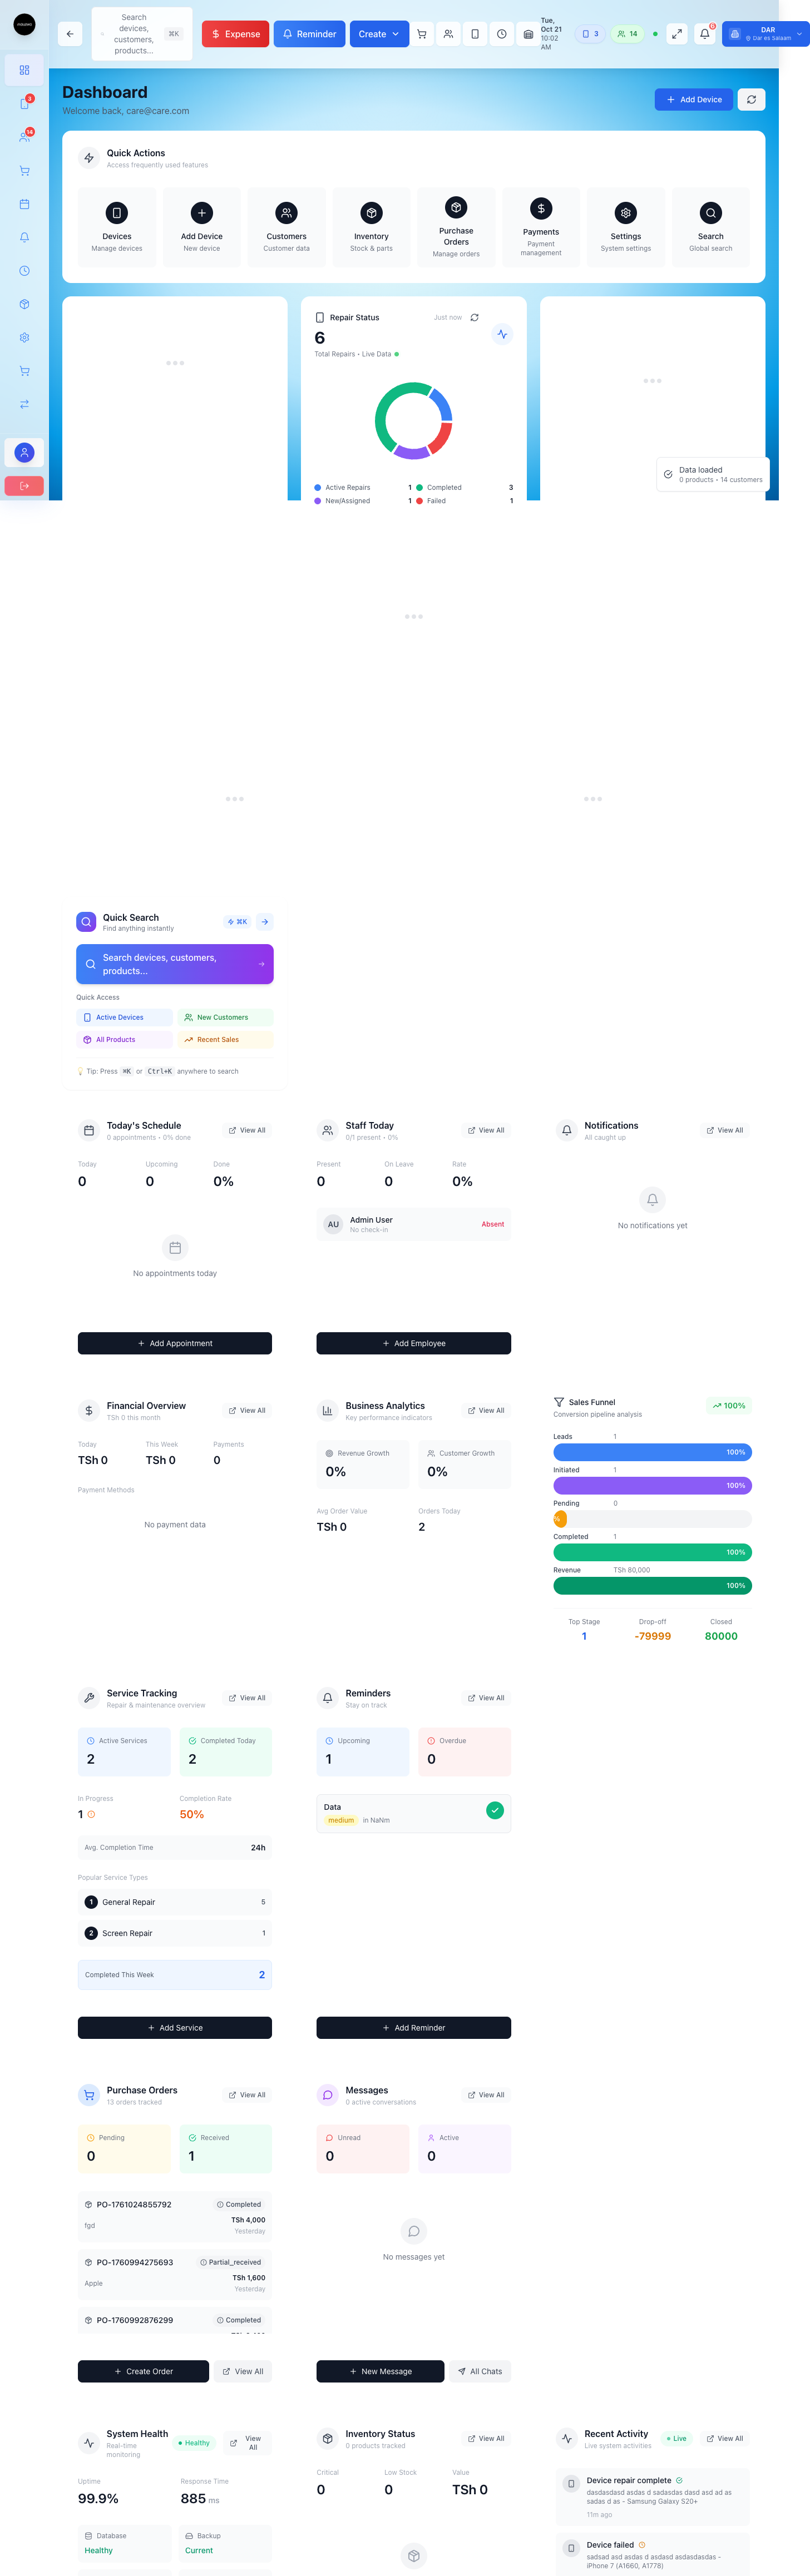 Search
devices,
customers,
products...
⌘K
Expense
Reminder
Create
Tue,
Oct 21
10:02
AM
3
14
DAR
Dar es Salaam
3
14
Dashboard
Welcome back, care@care.com
Add Device
Quick Actions
Access frequently used features
Devices
Manage devices
Add Device
New device
Customers
Customer data
Inventory
Stock & parts
Purchase
Orders
Manage orders
Payments
Payment
management
Settings
System settings
Search
Global search
Repair Status
Just now
6
Total Repairs • Live Data
Active Repairs 1
Completed 3
New/Assigned 1
Failed 1
Data loaded
0 products • 14 customers
Quick Search
Find anything instantly
⌘K
Search devices, customers,
products...
Quick Access
Active Devices
New Customers
All Products
Recent Sales
💡 Tip: Press ⌘K or Ctrl+K anywhere to search
Today's Schedule
0 appointments • 0% done
View All
Today Upcoming Done
0 0 0%
No appointments today
Add Appointment
Staff Today
0/1 present • 0%
View All
Present On Leave Rate
0 0 0%
AU
Admin User
No check-in
Absent
Add Employee
Notifications
All caught up
View All
No notifications yet
Financial Overview
TSh 0 this month
View All
Today This Week Payments
TSh 0 TSh 0 0
Payment Methods
No payment data
Business Analytics
Key performance indicators
View All
Revenue Growth
0%
Customer Growth
0%
Avg Order Value Orders Today
TSh 0 2
Sales Funnel
Conversion pipeline analysis
100%
Leads 1
100%
Initiated 1
100%
Pending 0
%
Completed 1
100%
Revenue TSh 80,000
100%
Top Stage Drop-off Closed
1 -79999 80000
Service Tracking
Repair & maintenance overview
View All
Active Services
2
Completed Today
2
In Progress Completion Rate
1 50%
Avg. Completion Time 24h
Popular Service Types
1 General Repair 5
2 Screen Repair 1
Completed This Week 2
Add Service
Reminders
Stay on track
View All
Upcoming
1
Overdue
0
Data
medium in NaNm
Add Reminder
Purchase Orders
13 orders tracked
View All
Pending
0
Received
1
PO-1761024855792 Completed
fgd
TSh 4,000
Yesterday
PO-1760994275693 Partial_received
Apple
TSh 1,600
Yesterday
PO-1760992876299 Completed
Create Order
View All
Messages
0 active conversations
View All
Unread
0
Active
0
No messages yet
New Message
All Chats
System Health
Real-time
monitoring
Healthy
View
All
Uptime Response Time
99.9% 885 ms
Database
Healthy
Backup
Current
Inventory Status
0 products tracked
View All
Critical Low Stock Value
0 0 TSh 0
Recent Activity
Live system activities
Live
View All
Device repair complete
dasdasdasd asdas d sadasdas dasd asd ad as
sadas d as - Samsung Galaxy S20+
11m ago
Device failed
sadsad asd asdas d asdasd asdasdasdas -
iPhone 7 (A1660, A1778)